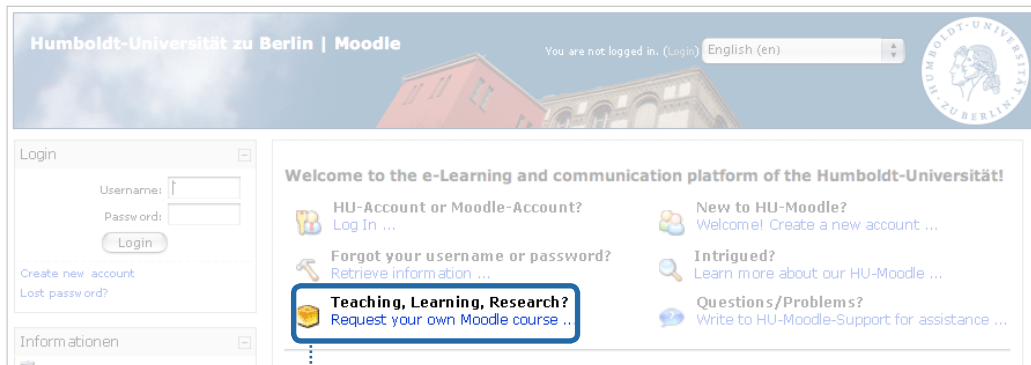 Humboldt-Universität zu Berlin | Moodle
You are not logged in. (Login)
English (en)
HUMBOLDT-UNIVERSITÄT · ZU BERLIN ·
Login
Username:
Password:
Login
Create new account
Lost password?
Informationen
Welcome to the e-Learning and communication platform of the Humboldt-Universität!
HU-Account or Moodle-Account?
Log In ...
New to HU-Moodle?
Welcome! Create a new account ...
Forgot your username or password?
Retrieve information ...
Intrigued?
Learn more about our HU-Moodle ...
Teaching, Learning, Research?
Request your own Moodle course ...
Questions/Problems?
Write to HU-Moodle-Support for assistance ...